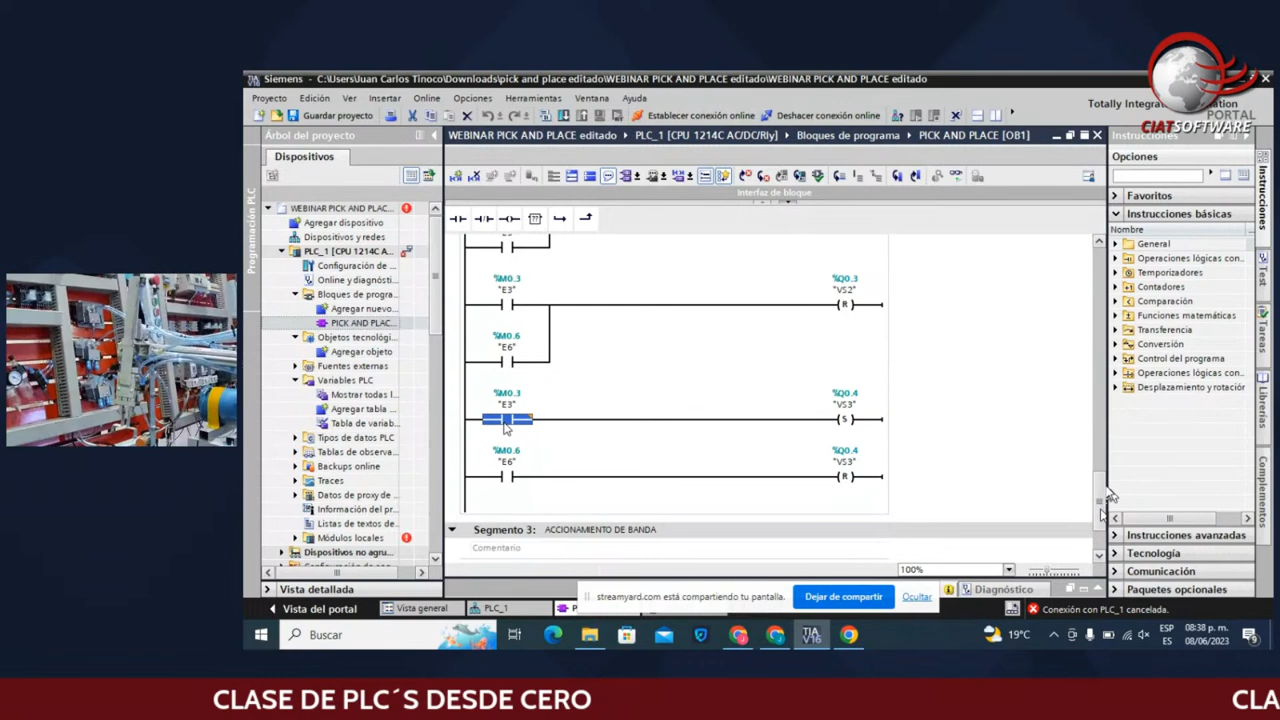 Siemens - C:\Users\Juan Carlos Tinoco\Downloads\pick and place editado\WEBINAR PICK AND PLACE editado\WEBINAR PICK AND PLACE editado
Proyecto Edición Ver Insertar Online Opciones Herramientas Ventana Ayuda
Totally Integrated Automation
PORTAL
CIATSOFTWARE
Guardar proyecto
Establecer conexión online
Deshacer conexión online
Árbol del proyecto
WEBINAR PICK AND PLACE editado
PLC_1 [CPU 1214C AC/DC/Rly]
Bloques de programa
PICK AND PLACE [OB1]
Instrucciones
Dispositivos
Programación PLC
WEBINAR PICK AND PLAC...
Agregar dispositivo
Dispositivos y redes
PLC_1 [CPU 1214C A...
Configuración de ...
Online y diagnósti...
Bloques de progra...
Agregar nuevo...
PICK AND PLAC...
Objetos tecnológi...
Agregar objeto
Fuentes externas
Variables PLC
Mostrar todas l...
Agregar tabla ...
Tabla de variab...
Tipos de datos PLC
Tablas de observa...
Backups online
Traces
Datos de proxy de...
Información del pr...
Listas de textos de...
Módulos locales
Dispositivos no agru...
Vista detallada
Interfaz de bloque
%M0.3
"E3"
%Q0.3
"VS2"
R
%M0.6
"E6"
%M0.3
"E3"
%Q0.4
"VS3"
S
%M0.6
"E6"
%Q0.4
"VS3"
R
Segmento 3: ACCIONAMIENTO DE BANDA
Comentario
100%
Opciones
Favoritos
Instrucciones básicas
Nombre
General
Operaciones lógicas con...
Temporizadores
Contadores
Comparación
Funciones matemáticas
Transferencia
Conversión
Control del programa
Operaciones lógicas con...
Desplazamiento y rotación
Instrucciones avanzadas
Tecnología
Comunicación
Paquetes opcionales
Test
Tareas
Librerías
Complementos
streamyard.com está compartiendo tu pantalla.
Dejar de compartir
Ocultar
Diagnóstico
Vista del portal
Vista general
PLC_1
Conexión con PLC_1 cancelada.
Buscar
19°C
ESP
ES
08:38 p. m.
08/06/2023
CLASE DE PLC´S DESDE CERO
CLA